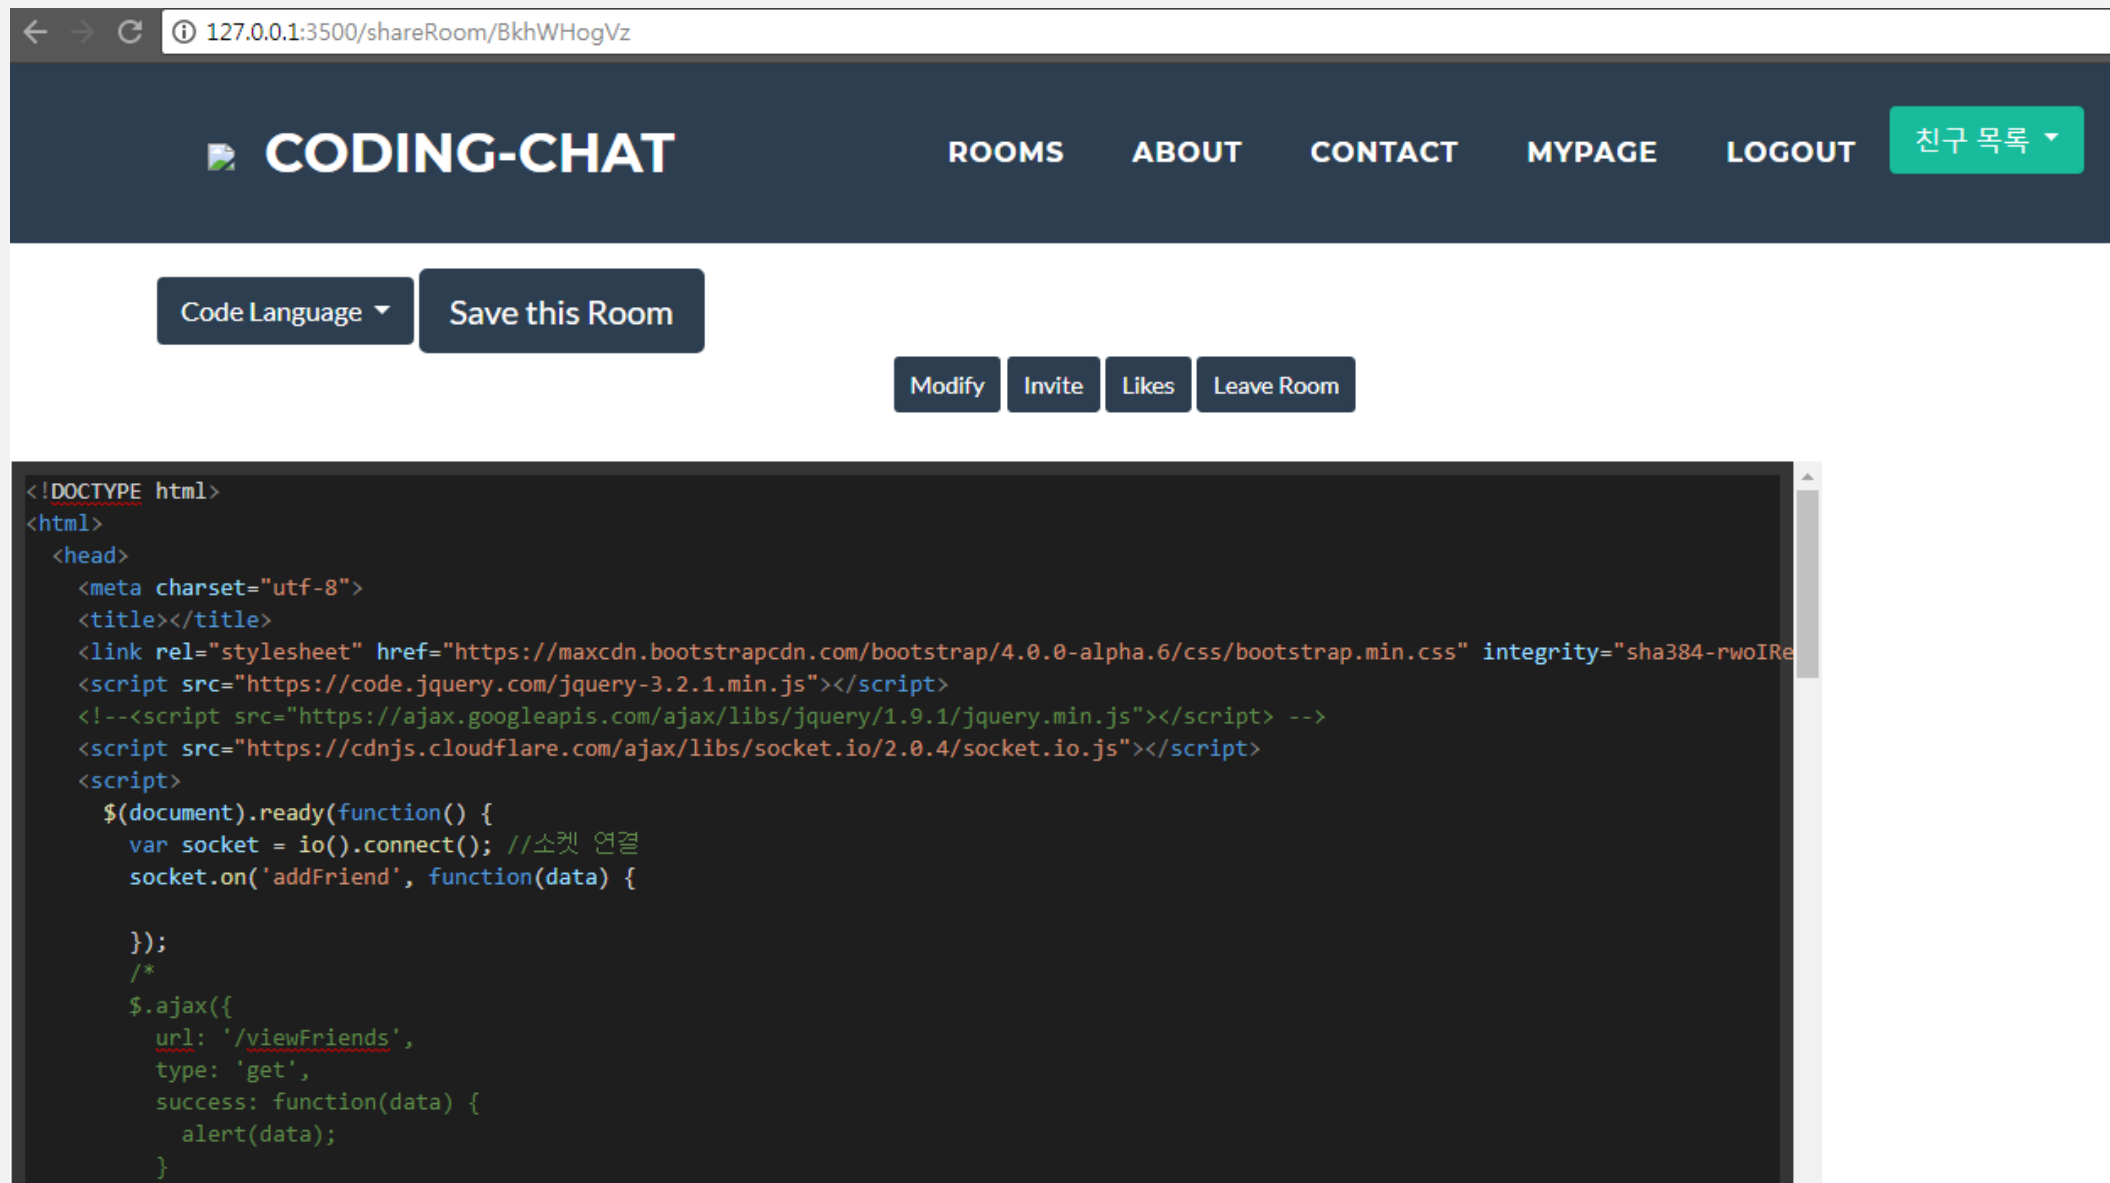 127.0.0.1:3500/shareRoom/BkhWHogVz
CODING-CHAT ROOMS ABOUT CONTACT MYPAGE LOGOUT 친구 목록
Code Language Save this Room
Modify Invite Likes Leave Room
<!DOCTYPE html>
<html>
  <head>
    <meta charset="utf-8">
    <title></title>
    <link rel="stylesheet" href="https://maxcdn.bootstrapcdn.com/bootstrap/4.0.0-alpha.6/css/bootstrap.min.css" integrity="sha384-rwoIRe
    <script src="https://code.jquery.com/jquery-3.2.1.min.js"></script>
    <!--<script src="https://ajax.googleapis.com/ajax/libs/jquery/1.9.1/jquery.min.js"></script> -->
    <script src="https://cdnjs.cloudflare.com/ajax/libs/socket.io/2.0.4/socket.io.js"></script>
    <script>
      $(document).ready(function() {
        var socket = io().connect(); //소켓 연결
        socket.on('addFriend', function(data) {
        });
        /*
        $.ajax({
          url: '/viewFriends',
          type: 'get',
          success: function(data) {
            alert(data);
          }